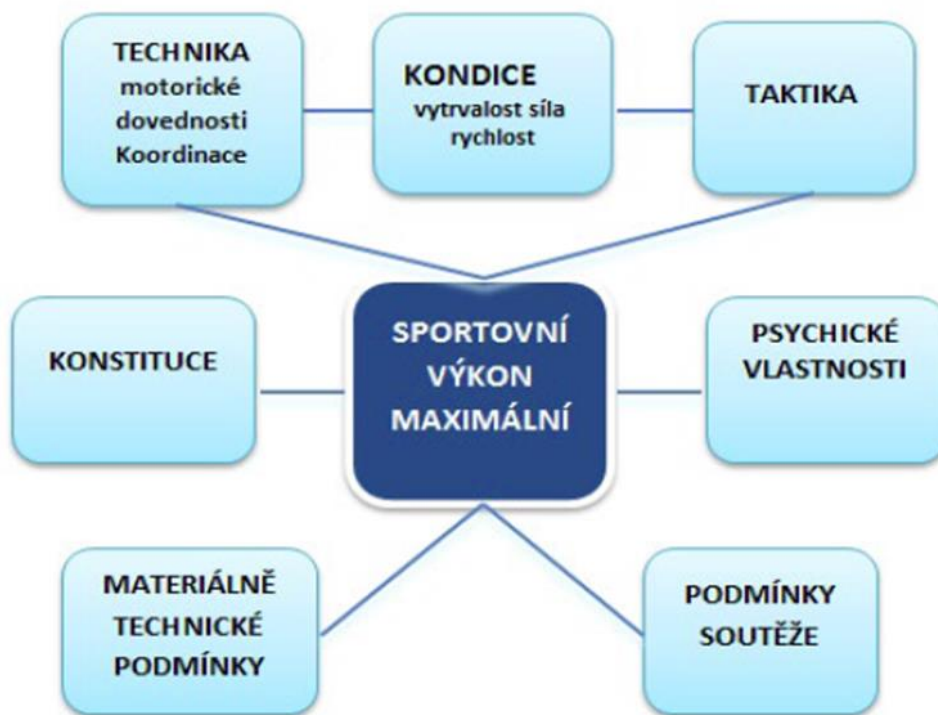 TECHNIKA
motorické
dovednosti
Koordinace
KONDICE
vytrvalost síla
rychlost
TAKTIKA
KONSTITUCE
SPORTOVNÍ
VÝKON
MAXIMÁLNÍ
PSYCHICKÉ
VLASTNOSTI
MATERIÁLNĚ
TECHNICKÉ
PODMÍNKY
PODMÍNKY
SOUTĚŽE